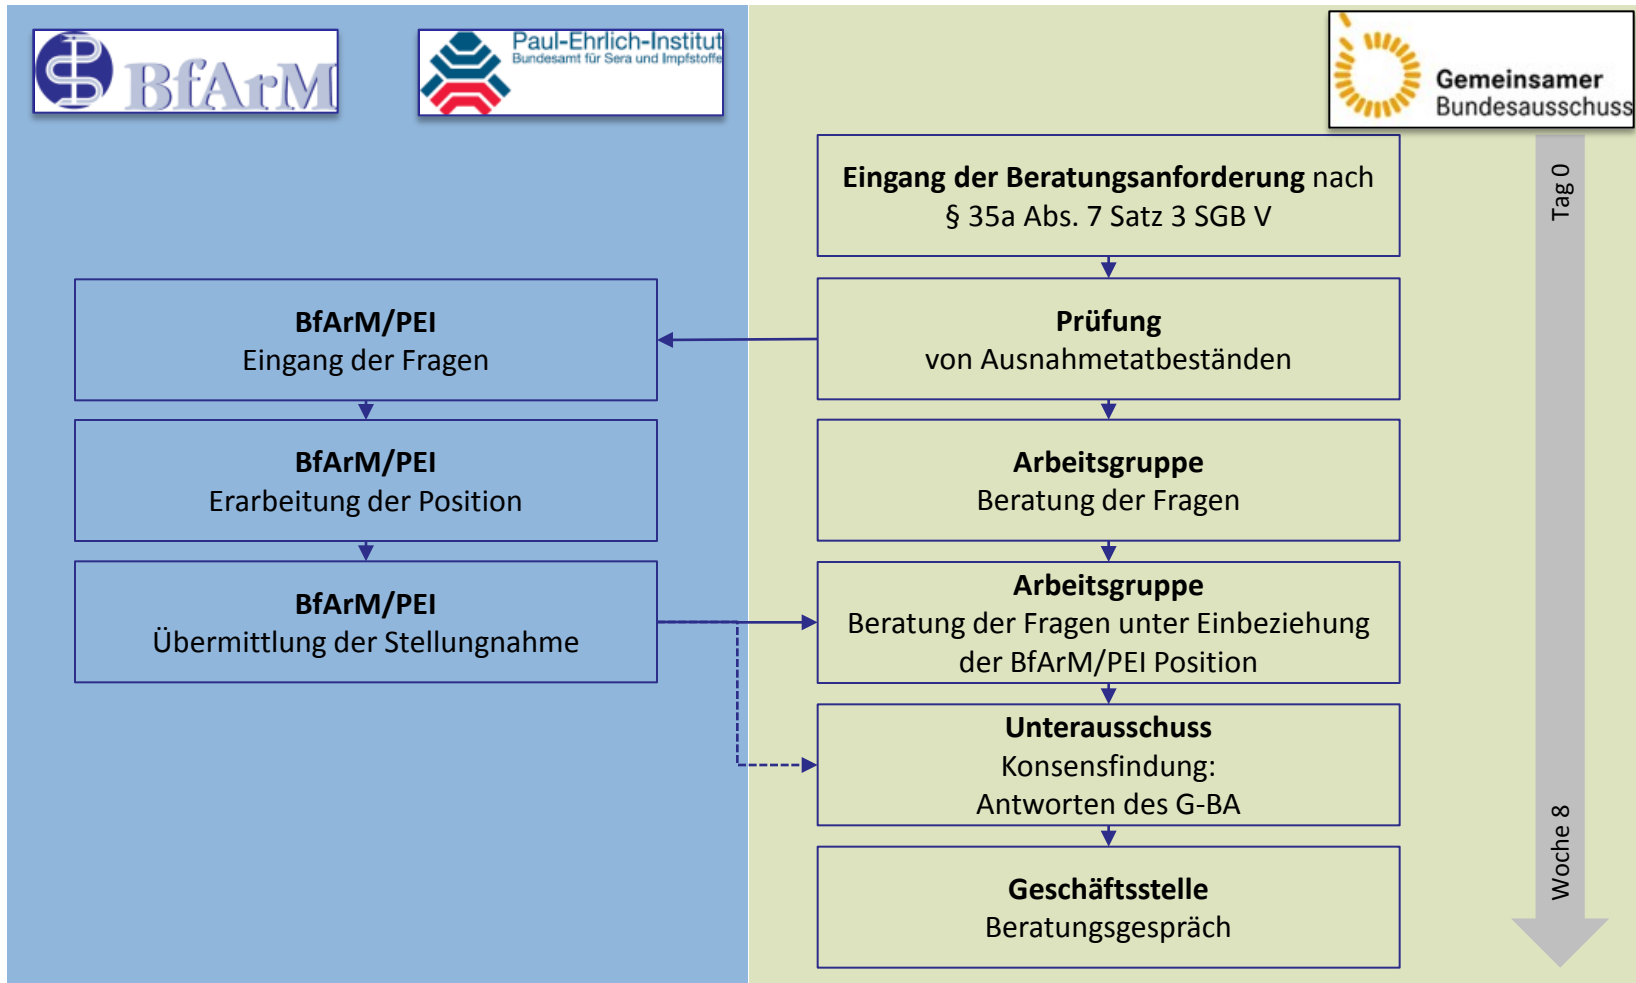 BfArM
Paul-Ehrlich-Institut
Bundesamt für Sera und Impfstoffe
Gemeinsamer
Bundesausschuss
Eingang der Beratungsanforderung nach
§ 35a Abs. 7 Satz 3 SGB V
Tag 0
BfArM/PEI
Eingang der Fragen
Prüfung
von Ausnahmetatbeständen
BfArM/PEI
Erarbeitung der Position
Arbeitsgruppe
Beratung der Fragen
BfArM/PEI
Übermittlung der Stellungnahme
Arbeitsgruppe
Beratung der Fragen unter Einbeziehung
der BfArM/PEI Position
Unterausschuss
Konsensfindung:
Antworten des G-BA
Woche 8
Geschäftsstelle
Beratungsgespräch